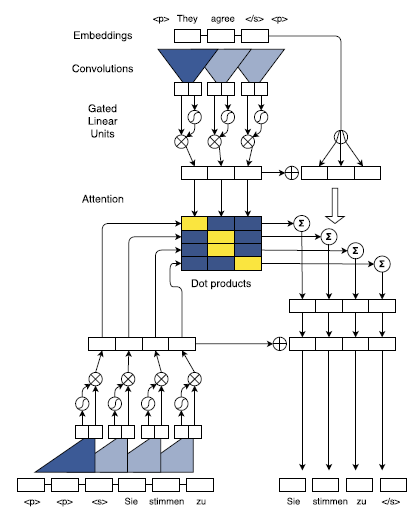 <p> They agree </s> <p>
Embeddings
Convolutions
Gated
Linear
Units
Attention
Σ
Σ
Σ
Σ
Dot products
<p> <p> <s> Sie stimmen zu
Sie stimmen zu </s>